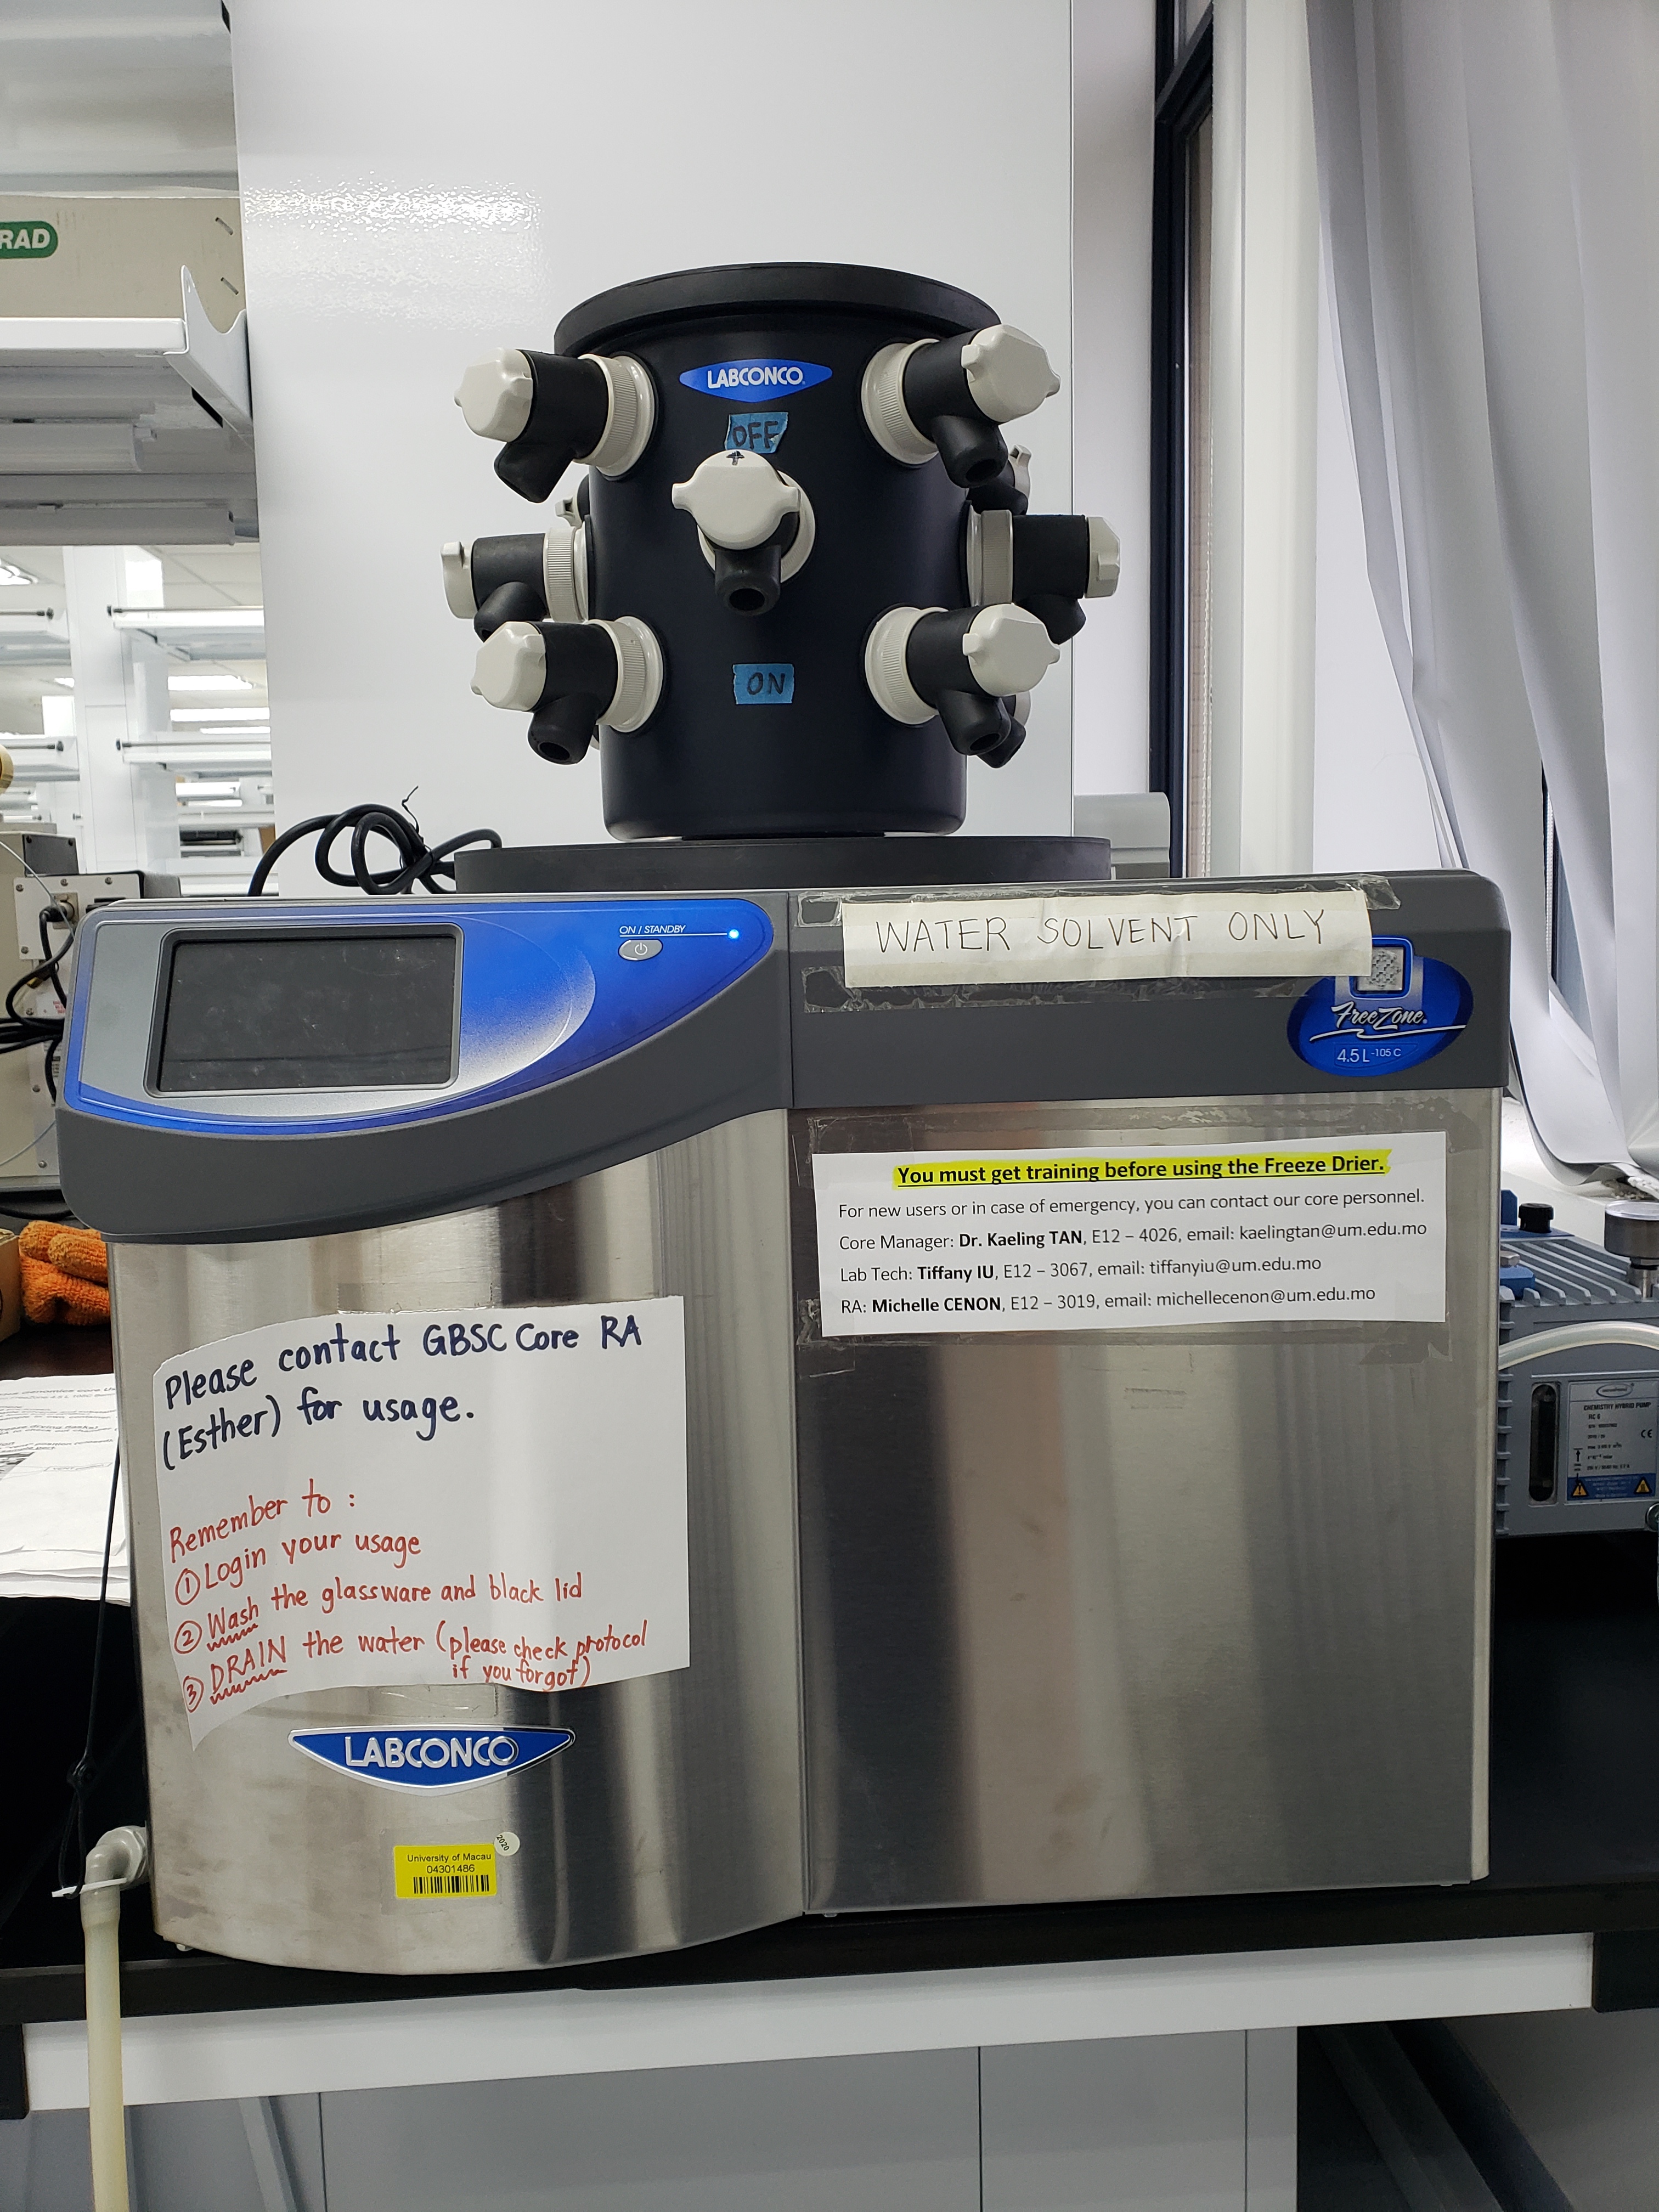 RAD
LABCONCO
OFF
ON
ON / STANDBY
WATER SOLVENT ONLY
FreeZone
4.5 L -105 C
You must get training before using the Freeze Drier.
For new users or in case of emergency, you can contact our core personnel.
Core Manager: Dr. Kaeling TAN, E12 – 4026, email: kaelingtan@um.edu.mo
Lab Tech: Tiffany IU, E12 – 3067, email: tiffanyiu@um.edu.mo
RA: Michelle CENON, E12 – 3019, email: michellecenon@um.edu.mo
Please contact GBSC Core RA
(Esther) for usage.
Remember to :
① Login your usage
② Wash the glassware and black lid
③ DRAIN the water (please check protocol
if you forgot)
LABCONCO
2020
University of Macau
04301486
CHEMISTRY HYBRID PUMP
RC 6